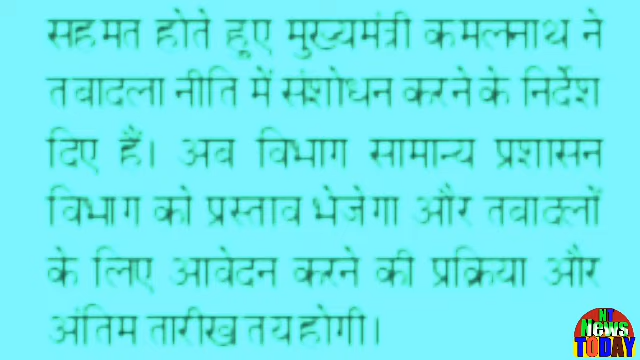 सहमत होते हुए मुख्यमंत्री कमलनाथ ने
तबादला नीति में संशोधन करने के निर्देश
दिए हैं। अब विभाग सामान्य प्रशासन
विभाग को प्रस्ताव भेजेगा और तबादलों
के लिए आवेदन करने की प्रक्रिया और
अंतिम तारीख तय होगी।
NT
News
TODAY